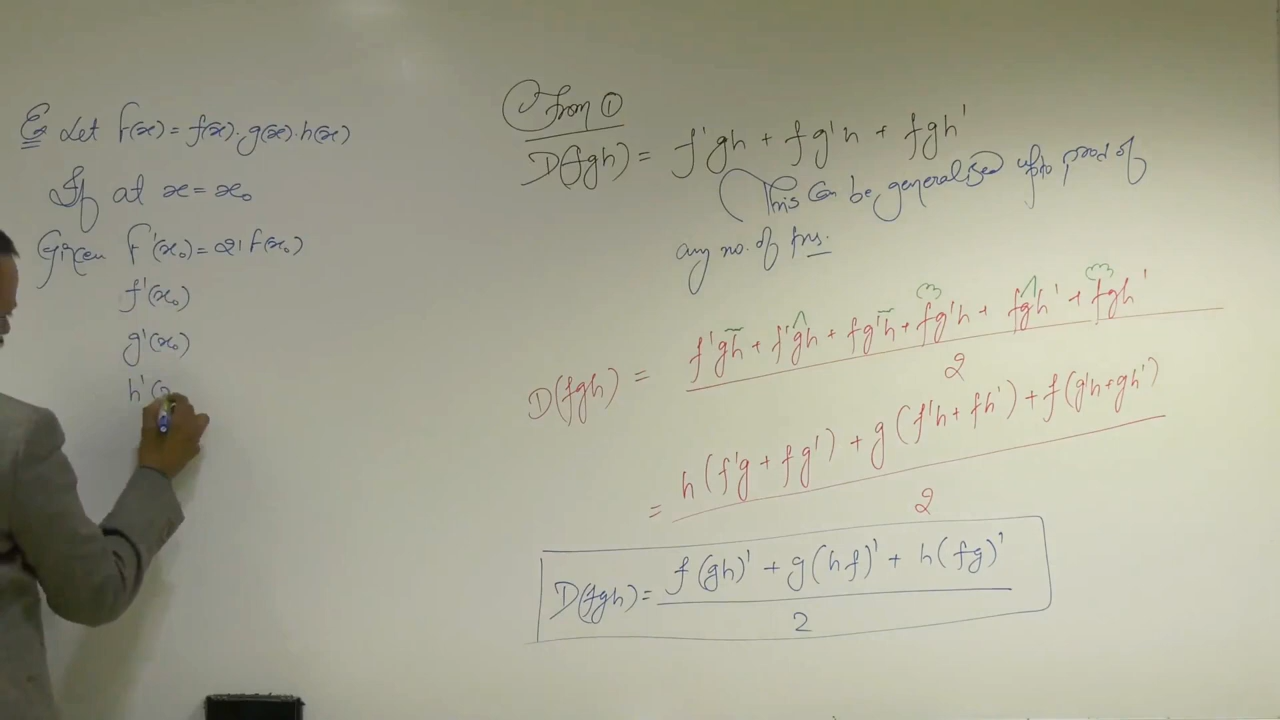 Ex Let F(x) = f(x)·g(x)·h(x)
If at x = x₀
Given F'(x₀) = 21 F(x₀)
f'(x₀)
g'(x₀)
h'(
From ①
D(fgh) = f'gh + fg'h + fgh'
This can be generalised upto prod of
any no. of fns.
D(fgh) = f'gh + f'gh + fg'h + fg'h + fgh' + fgh'
2
= h(f'g + fg') + g(f'h + fh') + f(g'h + gh')
2
D(fgh) = f(gh)' + g(hf)' + h(fg)'
2